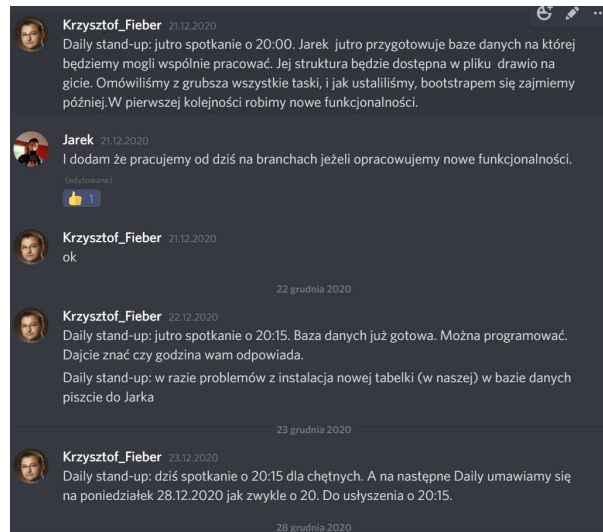 Krzysztof_Fieber 21.12.2020
Daily stand-up: jutro spotkanie o 20:00. Jarek jutro przygotowuje baze danych na której
będziemy mogli wspólnie pracować. Jej struktura będzie dostępna w pliku drawio na
gicie. Omówiliśmy z grubsza wszystkie taski, i jak ustaliliśmy, bootstrapem się zajmiemy
później.W pierwszej kolejności robimy nowe funkcjonalności.
Jarek 21.12.2020
I dodam że pracujemy od dziś na branchach jeżeli opracowujemy nowe funkcjonalności.
(edytowane)
1
Krzysztof_Fieber 21.12.2020
ok
22 grudnia 2020
Krzysztof_Fieber 22.12.2020
Daily stand-up: jutro spotkanie o 20:15. Baza danych już gotowa. Można programować.
Dajcie znać czy godzina wam odpowiada.
Daily stand-up: w razie problemów z instalacja nowej tabelki (w naszej) w bazie danych
piszcie do Jarka
23 grudnia 2020
Krzysztof_Fieber 23.12.2020
Daily stand-up: dziś spotkanie o 20:15 dla chętnych. A na następne Daily umawiamy się
na poniedziałek 28.12.2020 jak zwykle o 20. Do usłyszenia o 20:15.
28 grudnia 2020